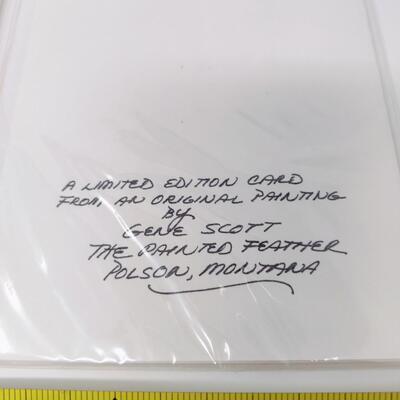 A LIMITED EDITION CARD
FROM AN ORIGINAL PAINTING
By
GENE SCOTT
THE PAINTED FEATHER
POLSON, MONTANA